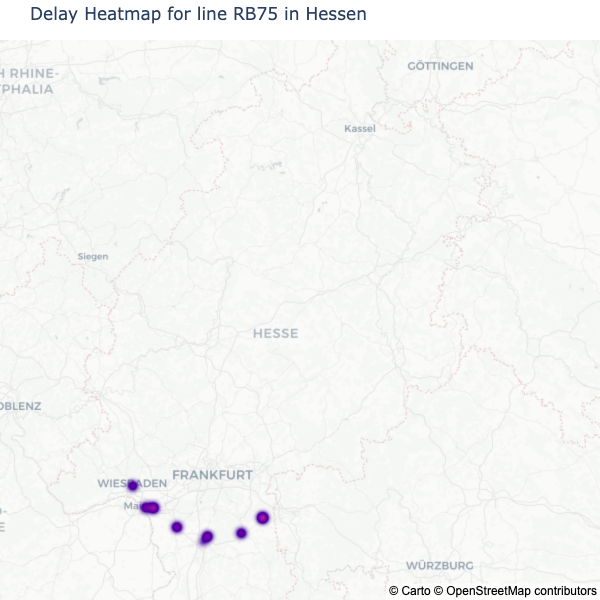 Delay Heatmap for line RB75 in Hessen
GÖTTINGEN
H RHINE-
TPHALIA
Kassel
Siegen
HESSE
OBLENZ
FRANKFURT
WIESBADEN
Ma
WÜRZBURG
© Carto © OpenStreetMap contributors